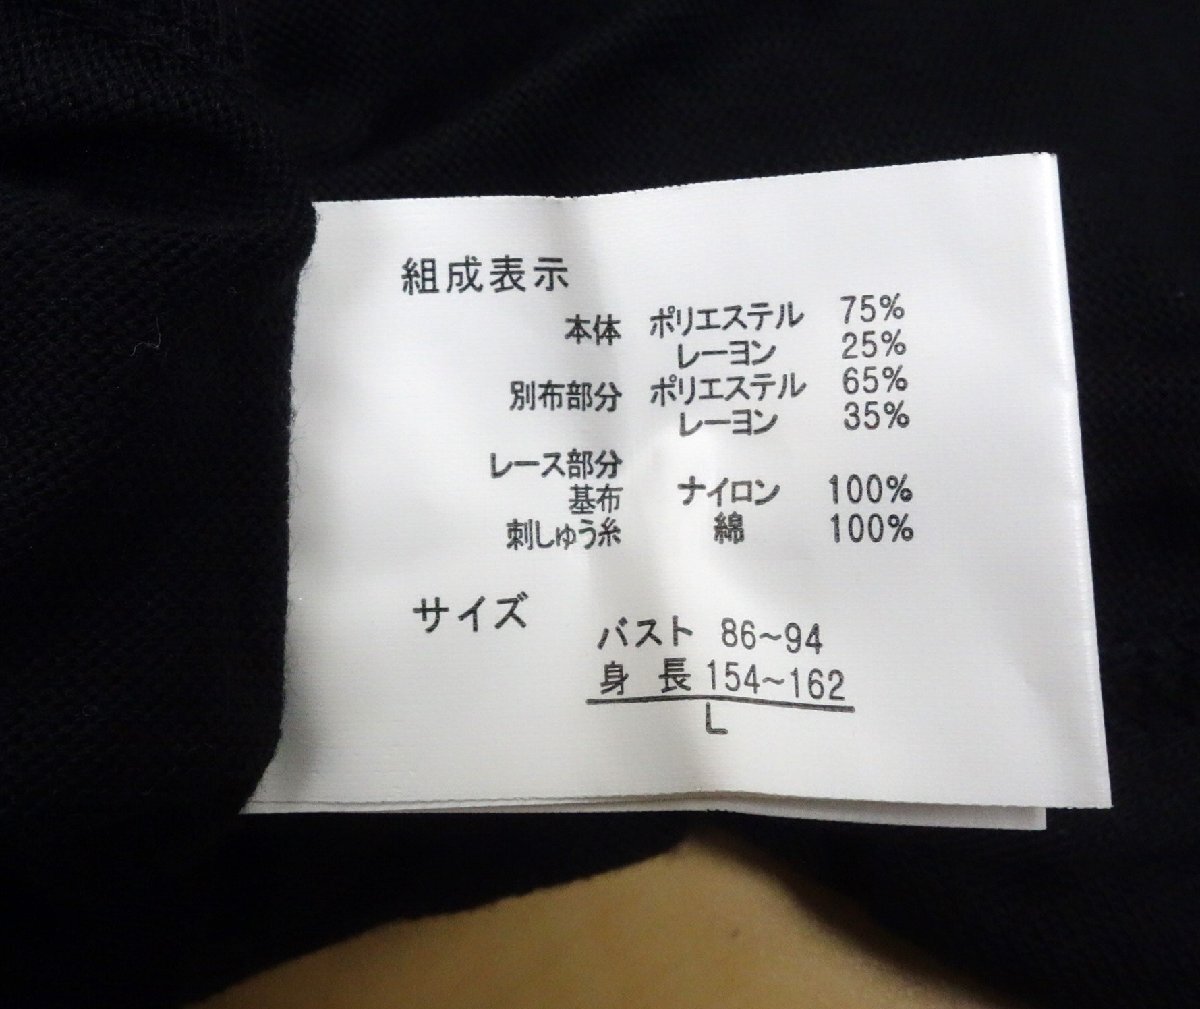 組成表示
本体 ポリエステル 75%
レーヨン 25%
別布部分 ポリエステル 65%
レーヨン 35%
レース部分
基布 ナイロン 100%
刺しゅう糸 綿 100%
サイズ
バスト 86~94
身長 154~162
L